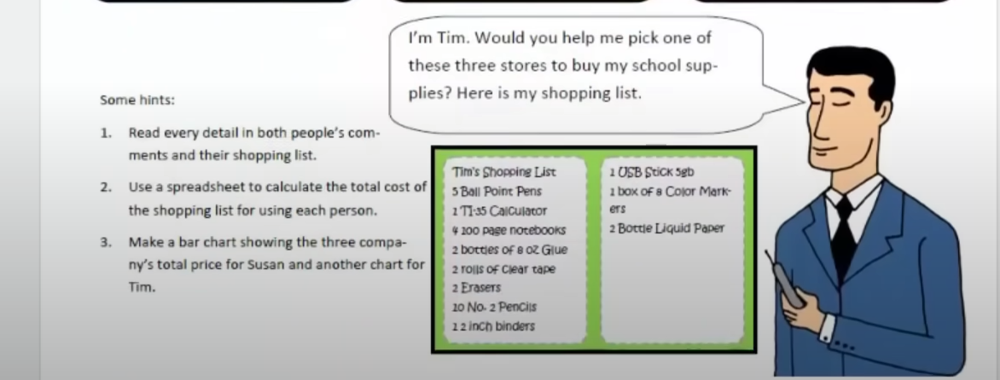 I'm Tim. Would you help me pick one of
these three stores to buy my school sup-
plies? Here is my shopping list.
Some hints:
1. Read every detail in both people's com-
ments and their shopping list.
2. Use a spreadsheet to calculate the total cost of
the shopping list for using each person.
3. Make a bar chart showing the three compa-
ny's total price for Susan and another chart for
Tim.
Tim's Shopping List
5 Ball Point Pens
1 TI-35 Calculator
4 100 page notebooks
2 bottles of 8 oz Glue
2 rolls of clear tape
2 Erasers
10 No. 2 Pencils
1 2 inch binders
1 USB Stick 5gb
1 box of 8 Color Mark-
ers
2 Bottle Liquid Paper